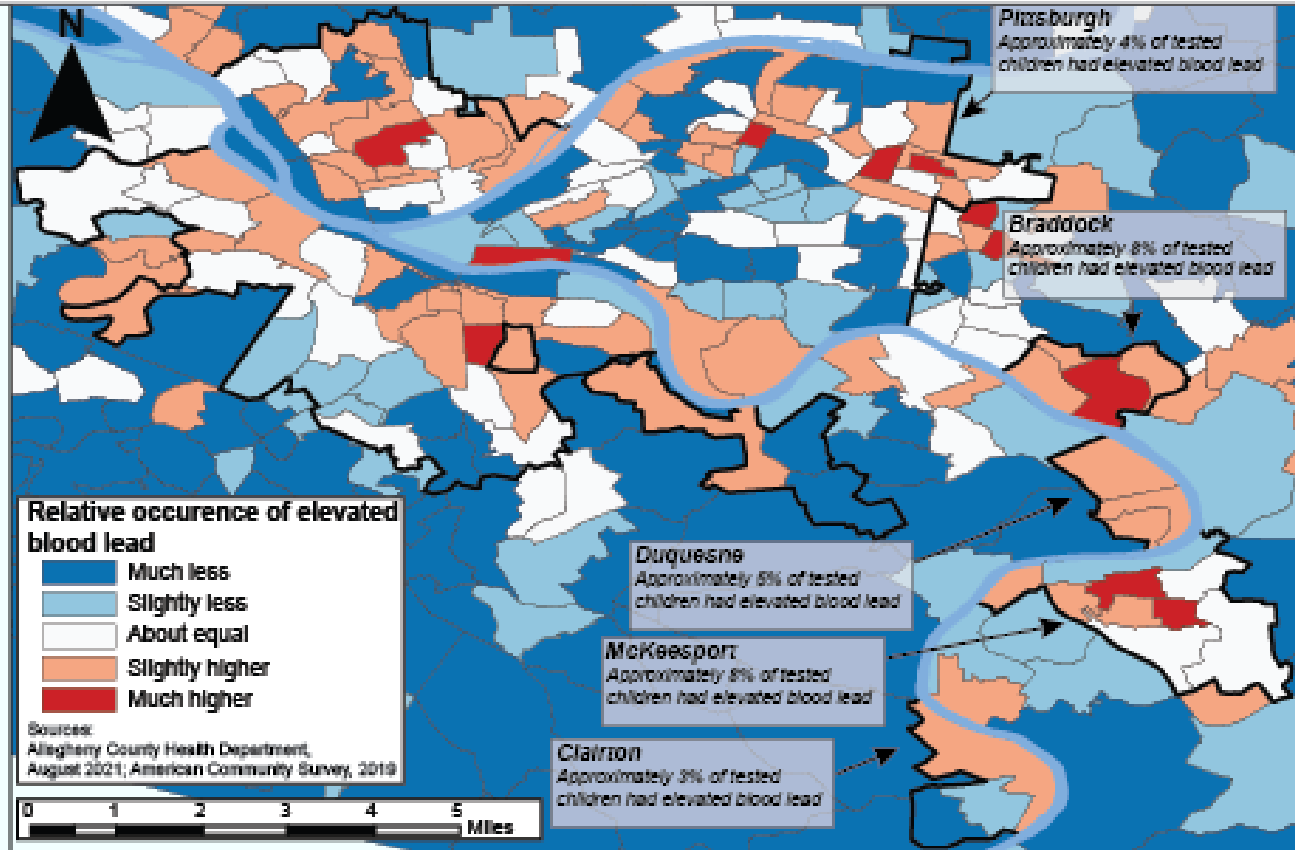 N
Pittsburgh
Approximately 4% of tested
children had elevated blood lead
Braddock
Approximately 8% of tested
children had elevated blood lead
Duquesne
Approximately 5% of tested
children had elevated blood lead
McKeesport
Approximately 8% of tested
children had elevated blood lead
Clairton
Approximately 3% of tested
children had elevated blood lead
Relative occurence of elevated
blood lead
Much less
Slightly less
About equal
Slightly higher
Much higher
Sources:
Allegheny County Health Department,
August 2021; American Community Survey, 2019
0 1 2 3 4 5
Miles